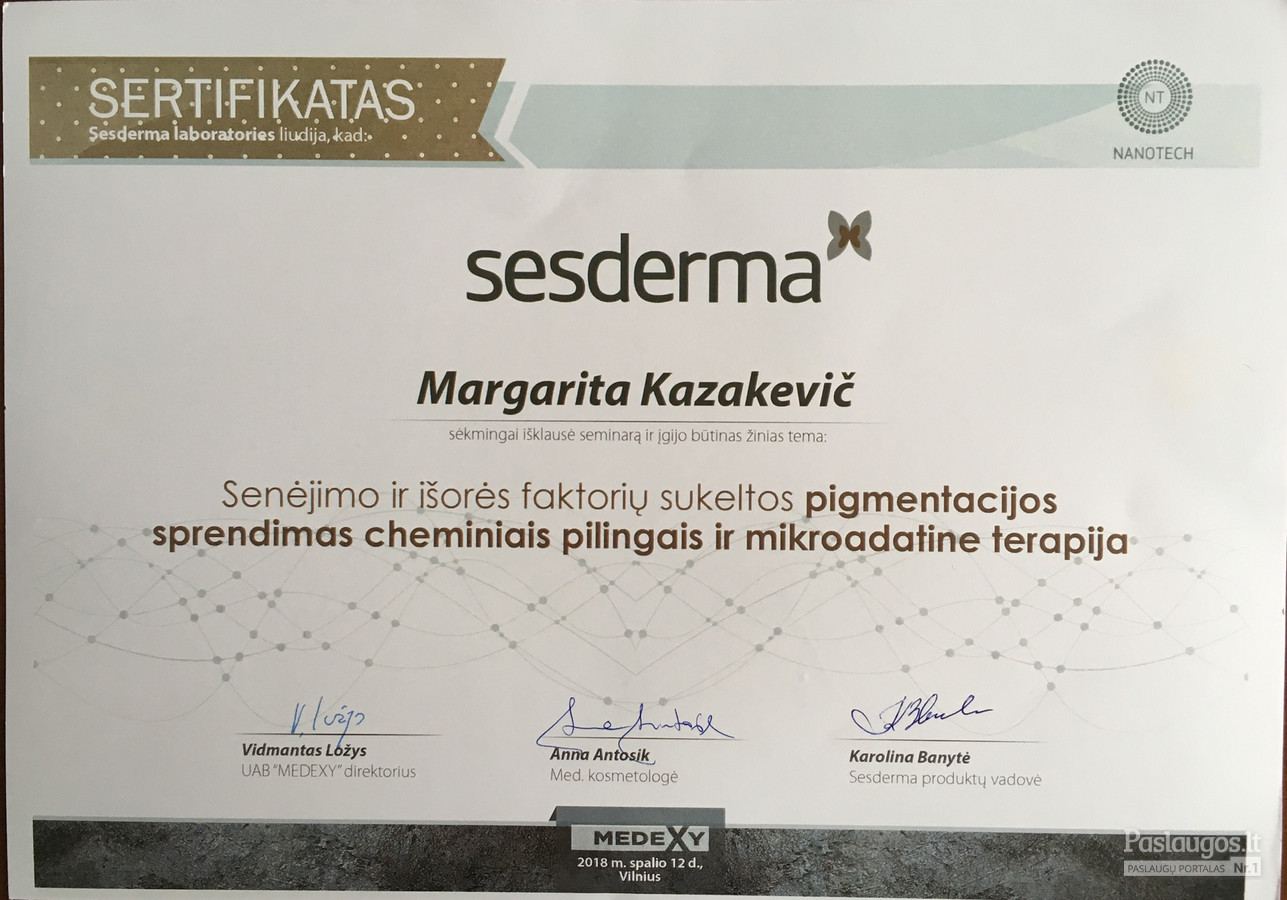 SERTIFIKATAS
Sesderma laboratories liudija, kad:
NT
NANOTECH
sesderma
Margarita Kazakevič
sėkmingai išklausė seminarą ir įgijo būtinas žinias tema:
Senėjimo ir išorės faktorių sukeltos pigmentacijos
sprendimas cheminiais pilingais ir mikroadatine terapija
Vidmantas Ložys
UAB "MEDEXY" direktorius
Anna Antosik
Med. kosmetologė
Karolina Banytė
Sesderma produktų vadovė
MEDEXY
2018 m. spalio 12 d.,
Vilnius
Paslaugos.lt
PASLAUGŲ PORTALAS Nr.1